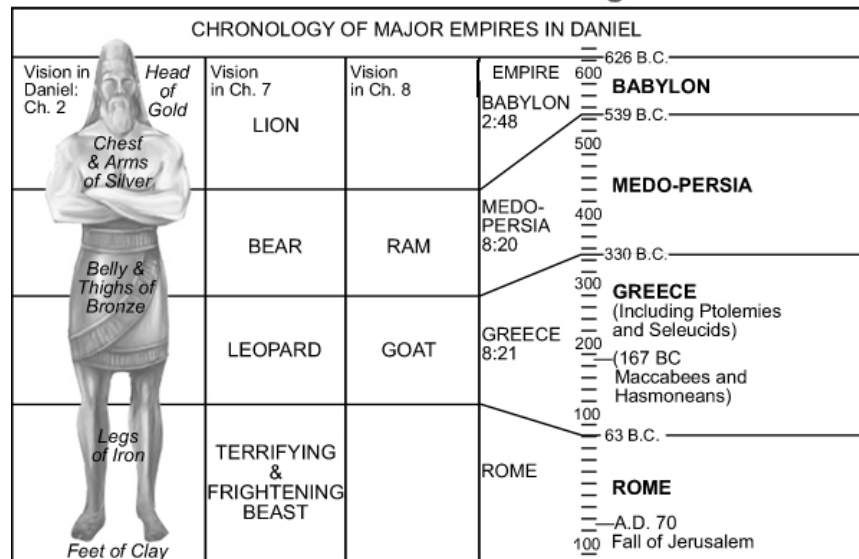 CHRONOLOGY OF MAJOR EMPIRES IN DANIEL
Vision in
Daniel:
Ch. 2
Head
of
Gold
Chest
& Arms
of Silver
Belly &
Thighs of
Bronze
Legs
of Iron
Feet of Clay
Vision
in Ch. 7
LION
BEAR
LEOPARD
TERRIFYING
&
FRIGHTENING
BEAST
Vision
in Ch. 8
RAM
GOAT
EMPIRE
BABYLON
2:48
MEDO-
PERSIA
8:20
GREECE
8:21
ROME
600
500
400
300
200
100
100
626 B.C.
BABYLON
539 B.C.
MEDO-PERSIA
330 B.C.
GREECE
(Including Ptolemies
and Seleucids)
(167 BC
Maccabees and
Hasmoneans)
63 B.C.
ROME
A.D. 70
Fall of Jerusalem